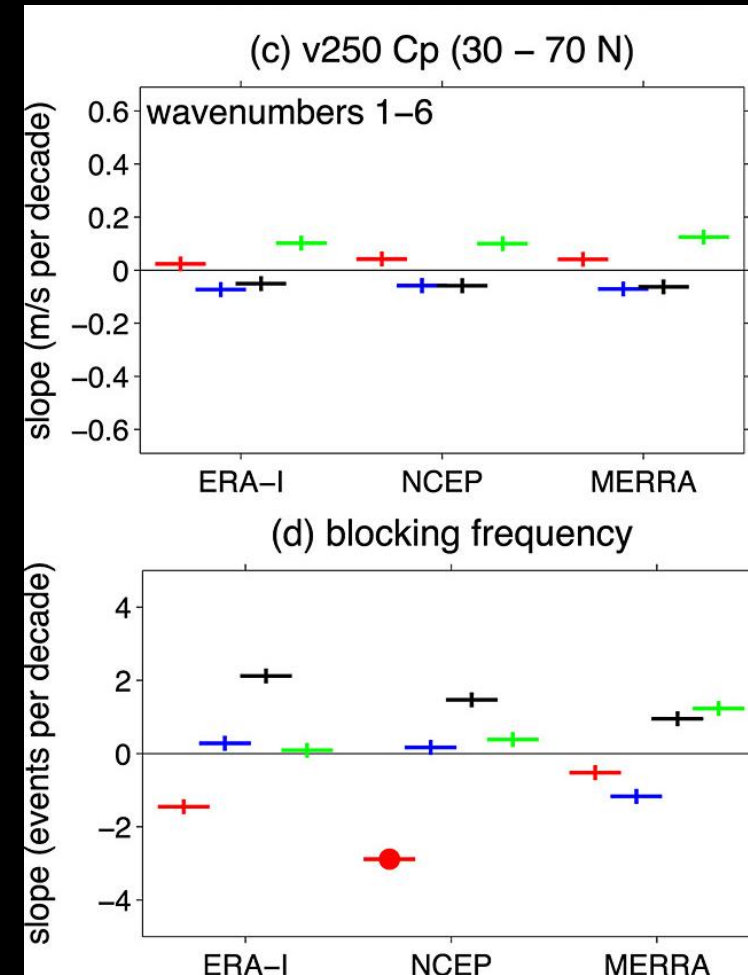 (c) v250 Cp (30 – 70 N)
wavenumbers 1–6
slope (m/s per decade)
0.6
0.4
0.2
0
−0.2
−0.4
−0.6
ERA–I NCEP MERRA
(d) blocking frequency
slope (events per decade)
4
2
0
−2
−4
ERA–I NCEP MERRA